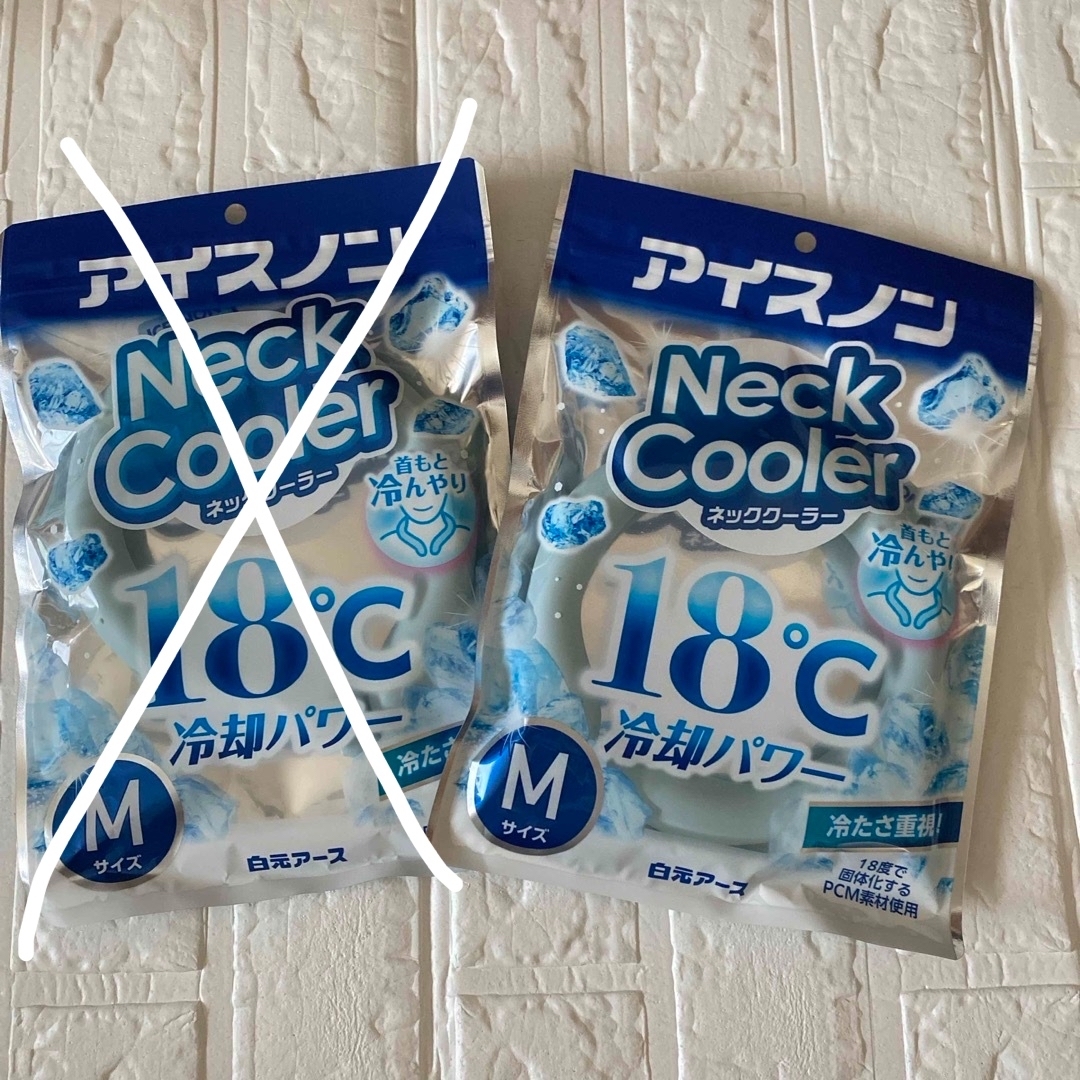 アイスノン
Neck
Cooler
ネッククーラー
首もと
冷んやり
18℃
冷却パワー
冷たさ
M
サイズ
白元アース
アイスノン
Neck
Cooler
ネッククーラー
首もと
冷んやり
18℃
冷却パワー
M
サイズ
冷たさ重視!
白元アース
18度で
固体化する
PCM素材使用